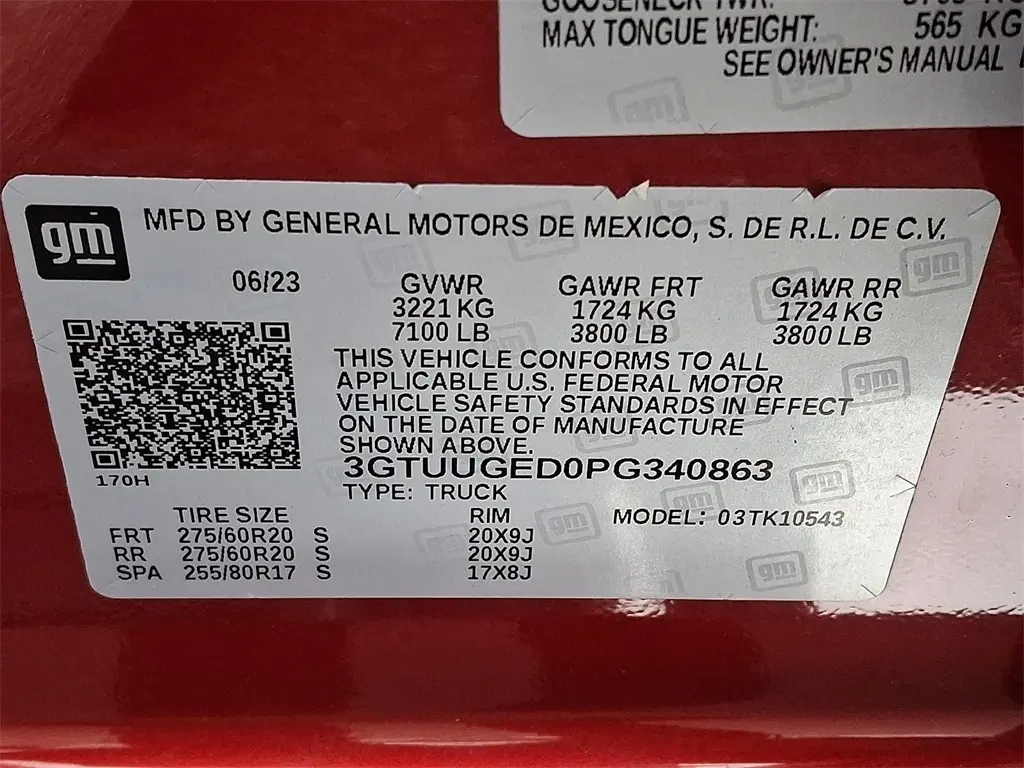 GOOSENECK TWR:
MAX TONGUE WEIGHT: 565 KG
SEE OWNER'S MANUAL
gm MFD BY GENERAL MOTORS DE MEXICO, S. DE R.L. DE C.V.
06/23 GVWR GAWR FRT GAWR RR
3221 KG 1724 KG 1724 KG
7100 LB 3800 LB 3800 LB
THIS VEHICLE CONFORMS TO ALL
APPLICABLE U.S. FEDERAL MOTOR
VEHICLE SAFETY STANDARDS IN EFFECT
ON THE DATE OF MANUFACTURE
SHOWN ABOVE.
3GTUUGED0PG340863
170H
TYPE: TRUCK
TIRE SIZE RIM MODEL: 03TK10543
FRT 275/60R20 S 20X9J
RR 275/60R20 S 20X9J
SPA 255/80R17 S 17X8J